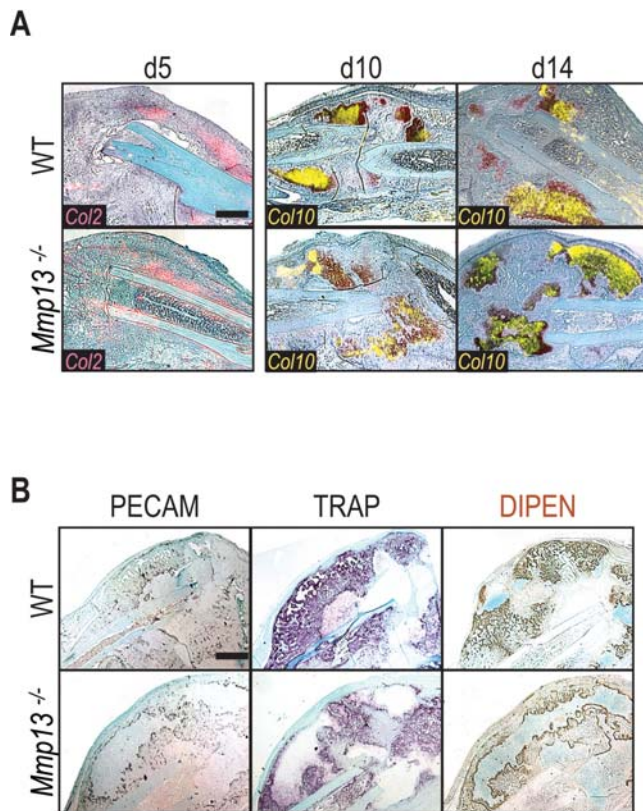 A
d5 d10 d14
WT
Col2 Col10 Col10
Mmp13 -/-
Col2 Col10 Col10
B
PECAM TRAP DIPEN
WT
Mmp13 -/-